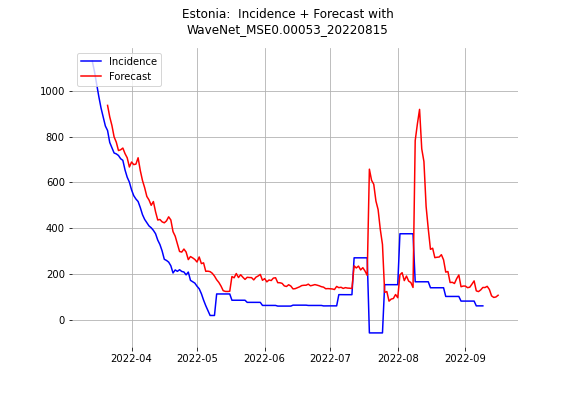 Estonia:  Incidence + Forecast with
WaveNet_MSE0.00053_20220815
Incidence
Forecast
1000
800
600
400
200
0
2022-04 2022-05 2022-06 2022-07 2022-08 2022-09